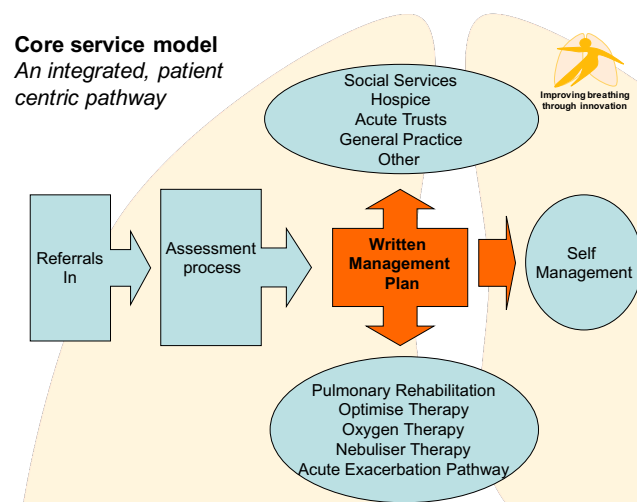 Core service model
An integrated, patient
centric pathway
Improving breathing
through innovation
Social Services
Hospice
Acute Trusts
General Practice
Other
Referrals
In
Assessment
process
Written
Management
Plan
Self
Management
Pulmonary Rehabilitation
Optimise Therapy
Oxygen Therapy
Nebuliser Therapy
Acute Exacerbation Pathway